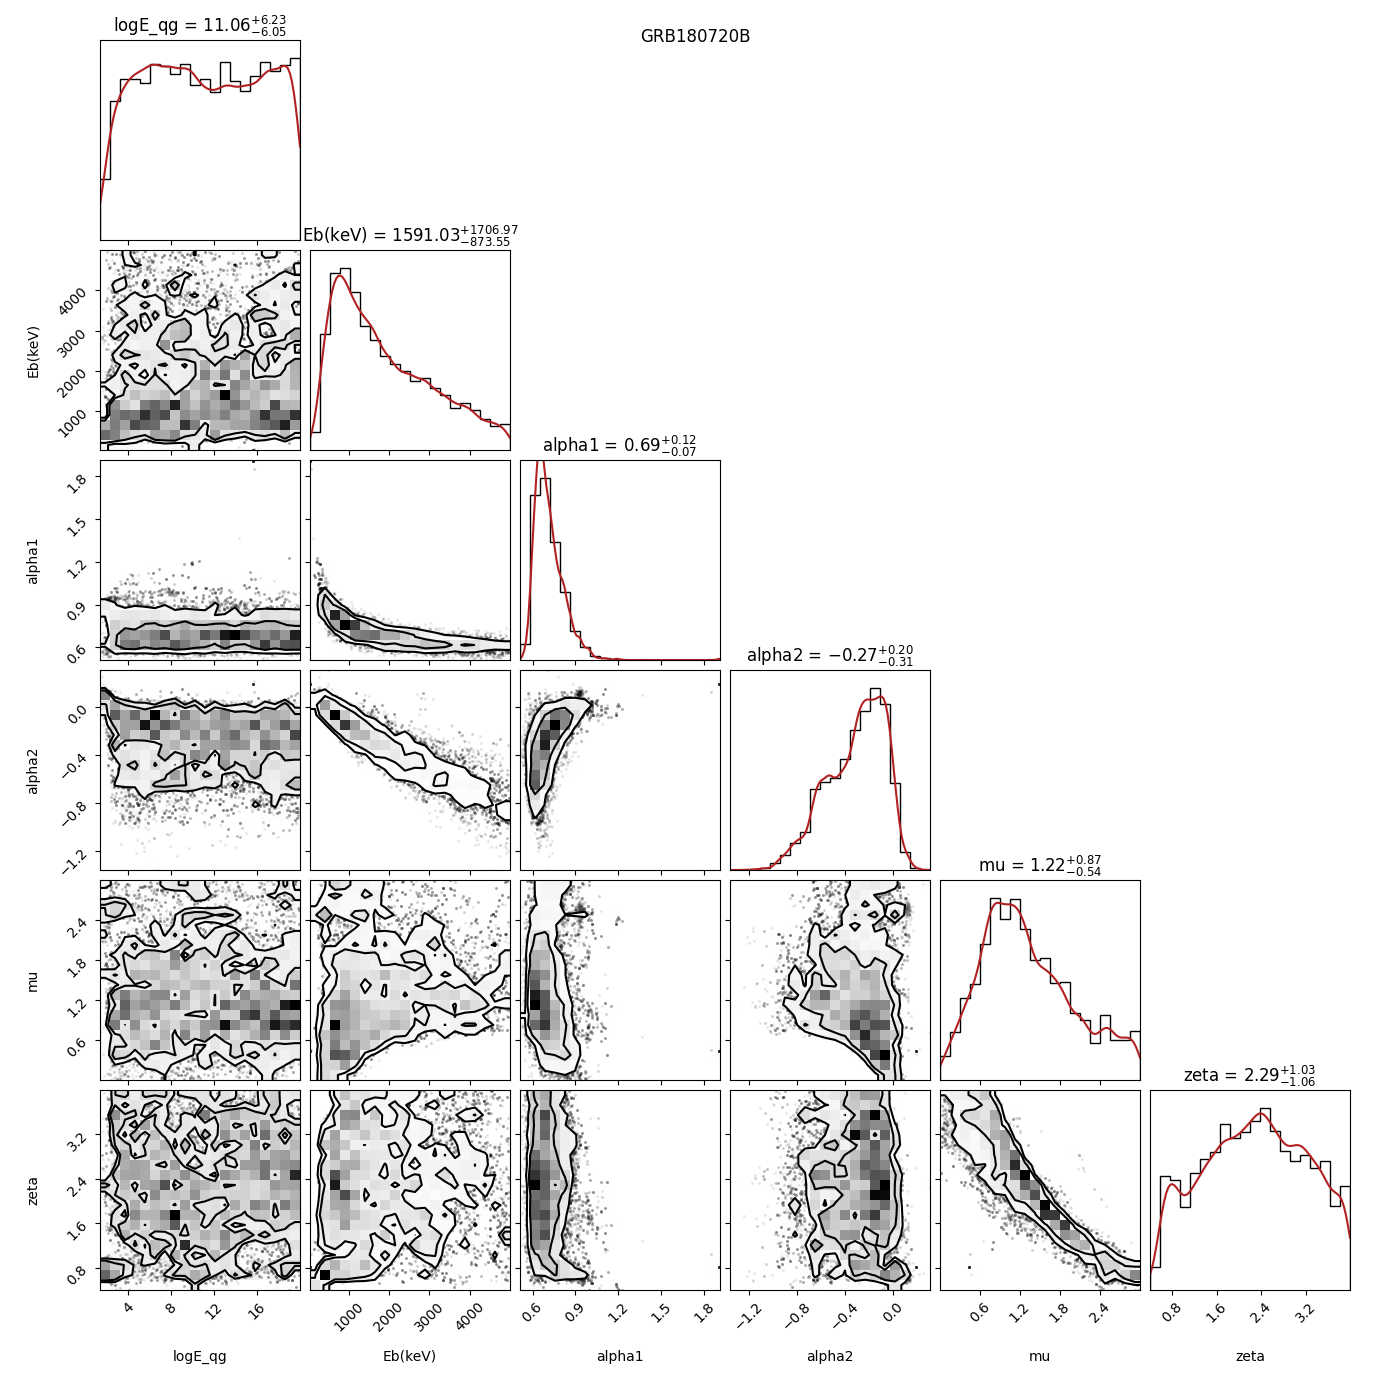 GRB180720B
logE_qg = 11.06^{+6.23}_{-6.05}
Eb(keV) = 1591.03^{+1706.97}_{-873.55}
Eb(keV)
4000
3000
2000
1000
alpha1 = 0.69^{+0.12}_{-0.07}
alpha1
1.8
1.5
1.2
0.9
0.6
alpha2 = −0.27^{+0.20}_{-0.31}
alpha2
0.0
−0.4
−0.8
−1.2
mu = 1.22^{+0.87}_{-0.54}
mu
2.4
1.8
1.2
0.6
zeta = 2.29^{+1.03}_{-1.06}
zeta
3.2
2.4
1.6
0.8
4 8 12 16
1000 2000 3000 4000
0.6 0.9 1.2 1.5 1.8
−1.2 −0.8 −0.4 0.0
0.6 1.2 1.8 2.4
0.8 1.6 2.4 3.2
logE_qg Eb(keV) alpha1 alpha2 mu zeta